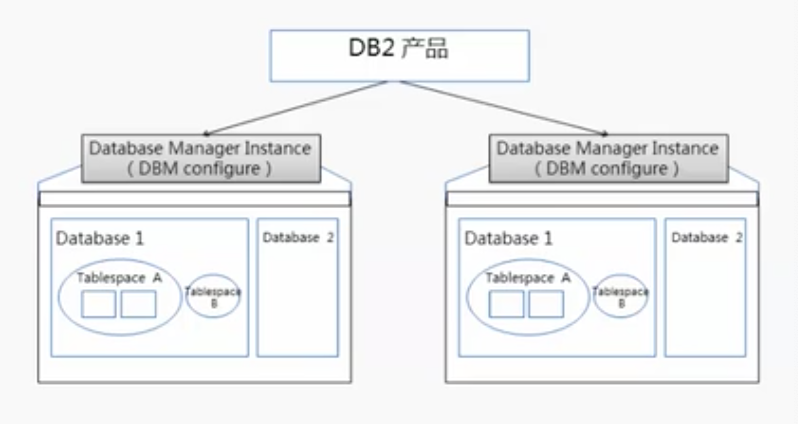 DB2 产品
Database Manager Instance
( DBM configure )
Database Manager Instance
( DBM configure )
Database 1
Database 2
Tablespace A
Tablespace
B
Database 1
Database 2
Tablespace A
Tablespace
B